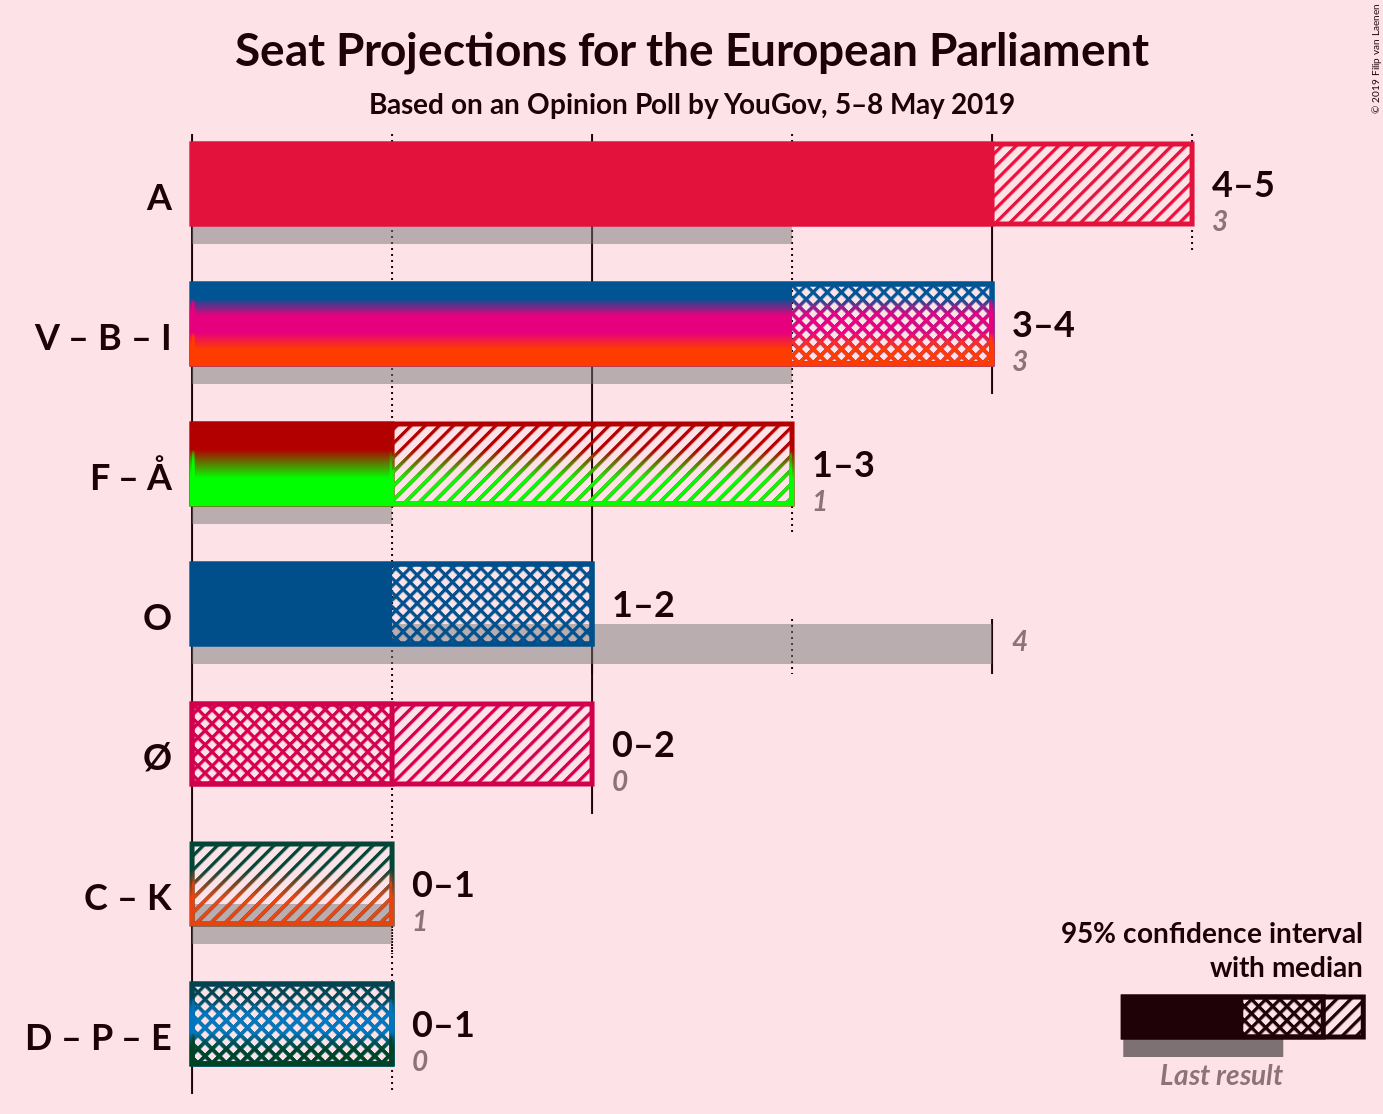 Seat Projections for the European Parliament
Based on an Opinion Poll by YouGov, 5–8 May 2019
© 2019 Filip van Laenen
A
4–5
3
V – B – I
3–4
3
F – Å
1–3
1
O
1–2
4
Ø
0–2
0
C – K
0–1
1
D – P – E
0–1
0
95% confidence interval
with median
Last result